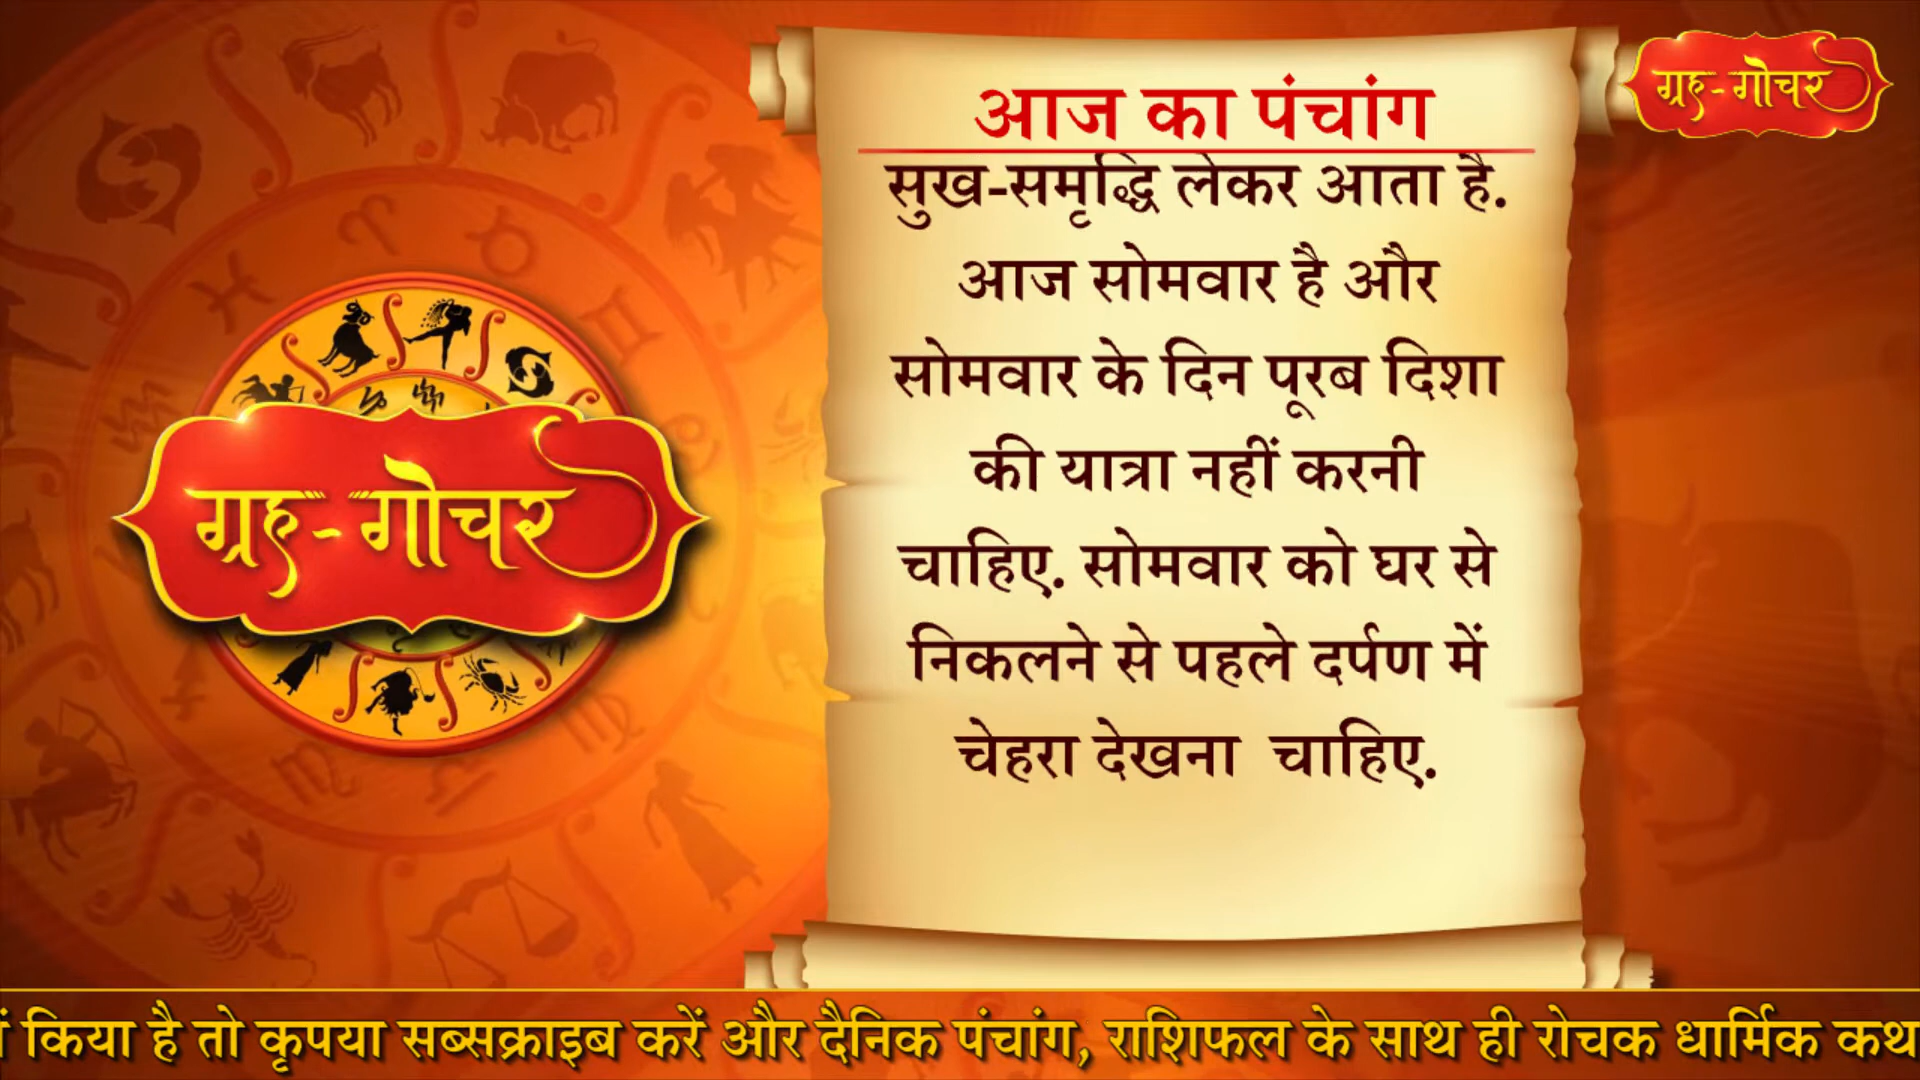 आज का पंचांग
ग्रह-गोचर
सुख-समृद्धि लेकर आता है.
आज सोमवार है और
सोमवार के दिन पूरब दिशा
की यात्रा नहीं करनी
चाहिए. सोमवार को घर से
निकलने से पहले दर्पण में
चेहरा देखना  चाहिए.
ग्रह-गोचर
किया है तो कृपया सब्सक्राइब करें और दैनिक पंचांग, राशिफल के साथ ही रोचक धार्मिक